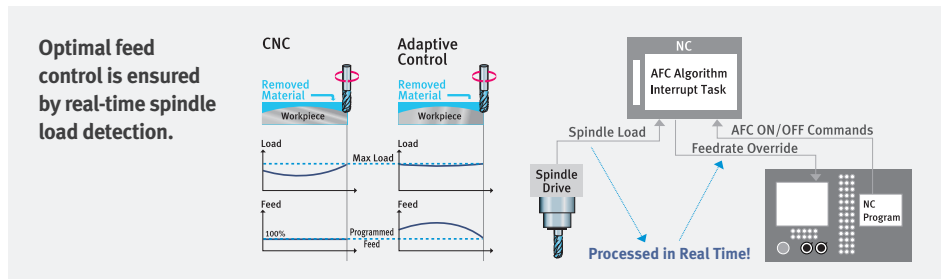 Optimal feed
control is ensured
by real-time spindle
load detection.
CNC
Removed
Material
Workpiece
Load
Max Load
Feed
100%
Programmed
Feed
Adaptive
Control
Removed
Material
Workpiece
Load
Feed
NC
AFC Algorithm
Interrupt Task
Spindle Load
AFC ON/OFF Commands
Feedrate Override
Spindle
Drive
NC
Program
Processed in Real Time!